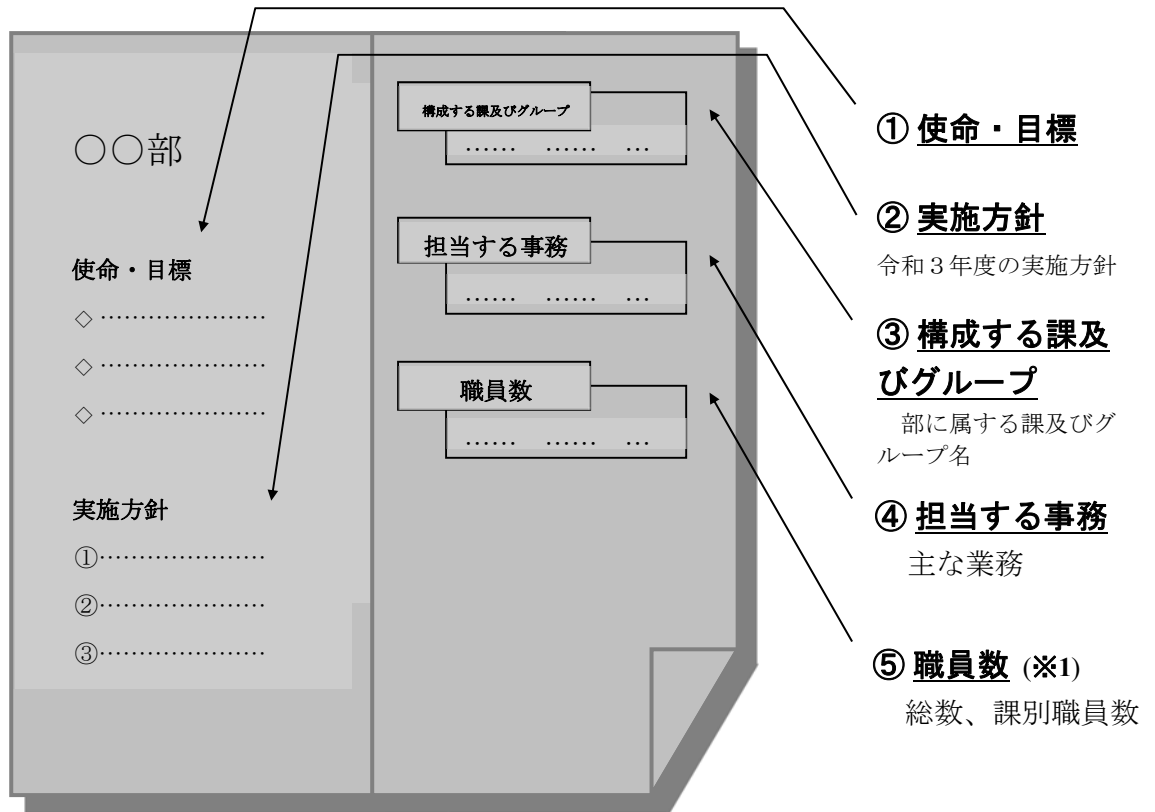 〇〇部
使命・目標
◇ …………………
◇ …………………
◇ …………………
実施方針
①…………………
②…………………
③…………………
構成する課及びグループ
…… …… …
担当する事務
…… …… …
職員数
…… …… …
① 使命・目標
② 実施方針
令和３年度の実施方針
③ 構成する課及
びグループ
部に属する課及びグ
ループ名
④ 担当する事務
主な業務
⑤ 職員数 (※1)
総数、課別職員数